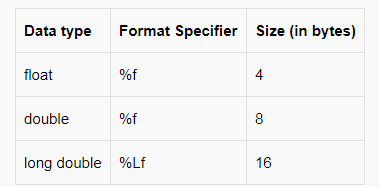 Data type Format Specifier Size (in bytes)
float %f 4
double %f 8
long double %Lf 16